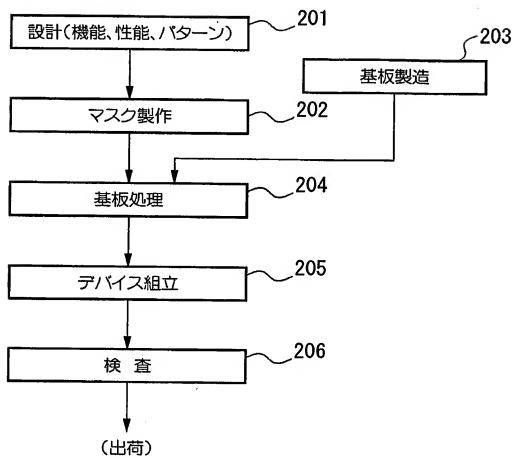 設計(機能、性能、パターン)
201
203
基板製造
マスク製作
202
基板処理
204
デバイス組立
205
検 査
206
(出荷)